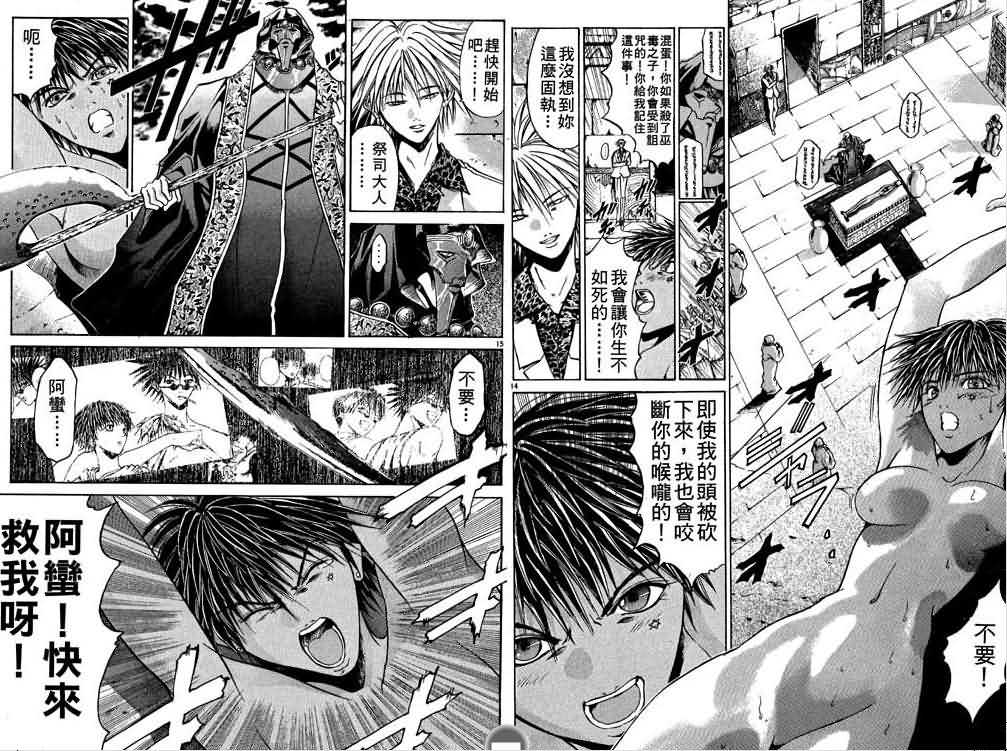 不要！
混蛋！你如果殺了巫
毒之子，你會受到詛
咒的！你給我記住
這件事！
我會讓你生不
如死的……！
我沒想到妳
這麼固執…
14
即使我的頭被砍
下來，我也會咬
斷你的喉嚨的！
趕快開始
吧……！
祭司大人
……
呃……
15
不要……
阿蠻……
阿蠻！快來
救我呀！